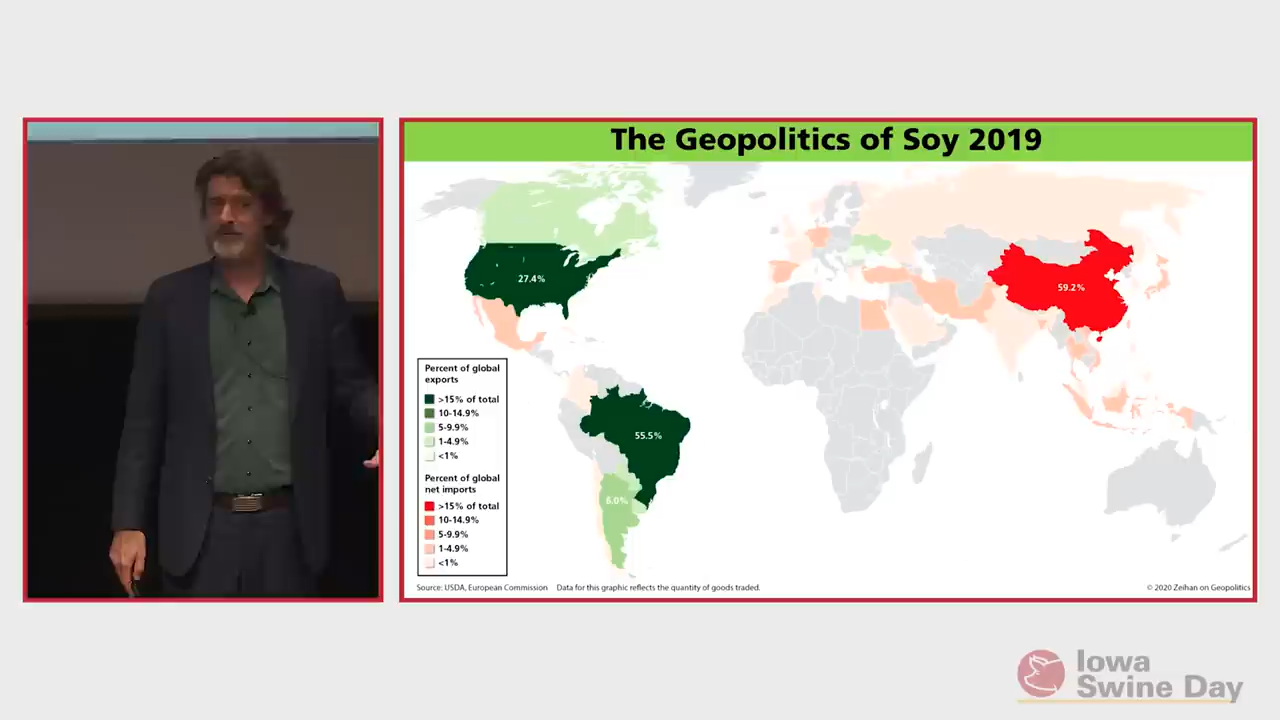 The Geopolitics of Soy 2019
27.4%
59.2%
55.5%
6.0%
Percent of global
exports
>15% of total
10-14.9%
5-9.9%
1-4.9%
<1%
Percent of global
net imports
>15% of total
10-14.9%
5-9.9%
1-4.9%
<1%
Source: USDA, European Commission Data for this graphic reflects the quantity of goods traded.
© 2020 Zeihan on Geopolitics
Iowa
Swine Day